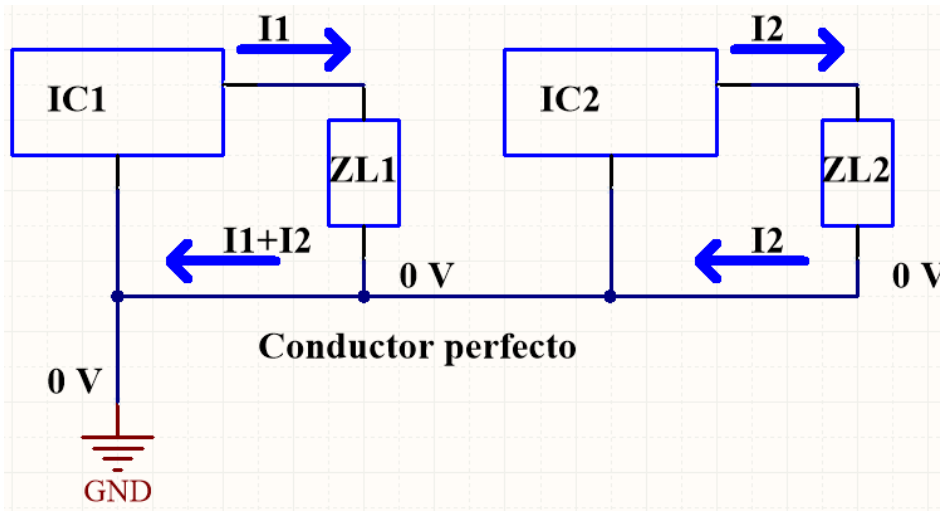 I1
I2
IC1
IC2
ZL1
ZL2
I1+I2
I2
0 V
0 V
Conductor perfecto
0 V
GND